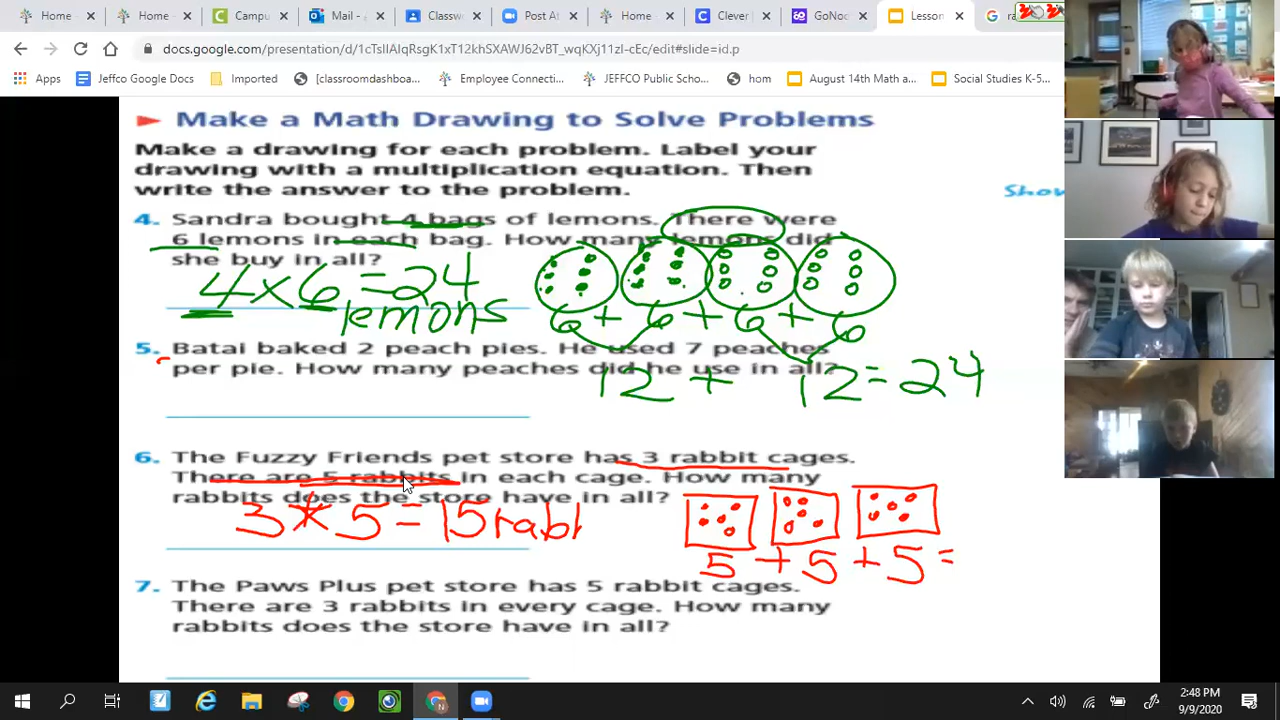 Home -
Home -
Campu
Mail -
Classw
Post At
Home -
Clever |
GoNoo
Lesson
docs.google.com/presentation/d/1cTsllAlqRsgK1xT12khSXAWJ62vBT_wqKXj11zl-cEc/edit#slide=id.p
Apps
Jeffco Google Docs
Imported
[classroomdashboa...
Employee Connecti...
JEFFCO Public Scho...
hom
August 14th Math a...
Social Studies K-5...
Make a Math Drawing to Solve Problems
Make a drawing for each problem. Label your
drawing with a multiplication equation. Then
write the answer to the problem.
Show
4. Sandra bought 4 bags of lemons. There were
6 lemons in each bag. How many lemons did
she buy in all?
4 x 6 = 24
lemons
6 + 6 + 6 + 6
12 + 12 = 24
5. Batai baked 2 peach pies. He used 7 peaches
per pie. How many peaches did he use in all?
6. The Fuzzy Friends pet store has 3 rabbit cages.
There are 5 rabbits in each cage. How many
rabbits does the store have in all?
3 * 5 = 15 rabb
5 + 5 + 5 =
7. The Paws Plus pet store has 5 rabbit cages.
There are 3 rabbits in every cage. How many
rabbits does the store have in all?
2:48 PM
9/9/2020